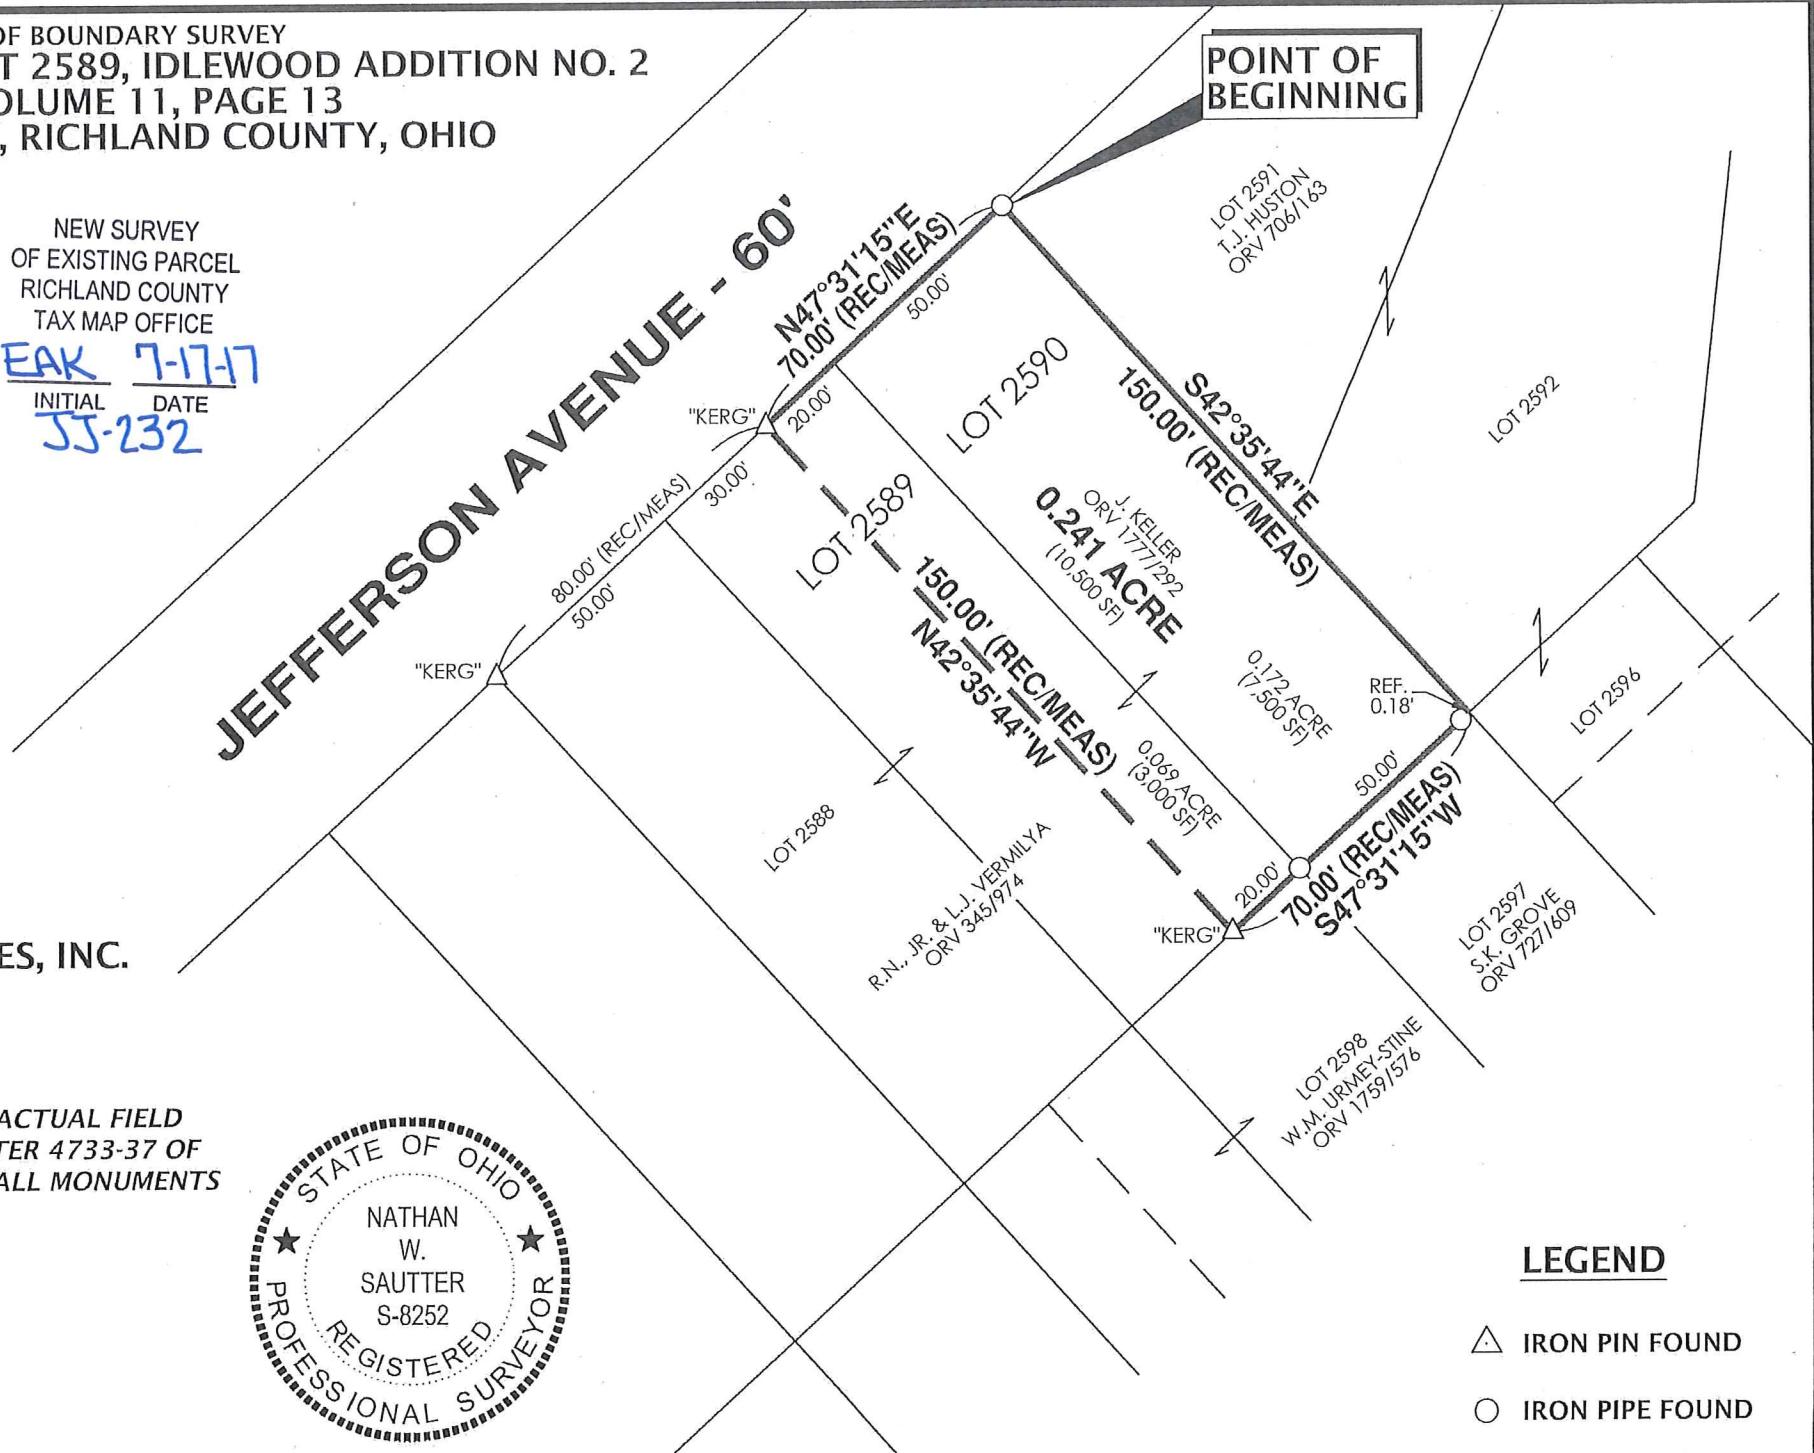 OF BOUNDARY SURVEY
T 2589, IDLEWOOD ADDITION NO. 2
OLUME 11, PAGE 13
, RICHLAND COUNTY, OHIO
POINT OF
BEGINNING
NEW SURVEY
OF EXISTING PARCEL
RICHLAND COUNTY
TAX MAP OFFICE
EAK 7-17-17
INITIAL DATE
JJ-232
JEFFERSON AVENUE - 60'
N47°31'15"E
70.00' (REC/MEAS)
50.00'
20.00'
"KERG"
30.00'
80.00' (REC/MEAS)
50.00'
"KERG"
LOT 2591
T.J. HUSTON
ORV 706/163
LOT 2592
S42°35'44"E
150.00' (REC/MEAS)
LOT 2590
LOT 2589
J. KELLER
ORV 1777/292
0.241 ACRE
(10,500 SF)
150.00' (REC/MEAS)
N42°35'44"W
0.172 ACRE
(7,500 SF)
0.069 ACRE
(3,000 SF)
REF.
0.18'
LOT 2596
50.00'
20.00'
70.00' (REC/MEAS)
S47°31'15"W
"KERG"
LOT 2588
R.N., JR. & L.J. VERMILYA
ORV 345/974
LOT 2597
S.K. GROVE
ORV 727/609
LOT 2598
W.M. URMEY-STINE
ORV 1759/576
ES, INC.
ACTUAL FIELD
TER 4733-37 OF
ALL MONUMENTS
STATE OF OHIO
NATHAN
W.
SAUTTER
S-8252
REGISTERED
PROFESSIONAL SURVEYOR
LEGEND
IRON PIN FOUND
IRON PIPE FOUND